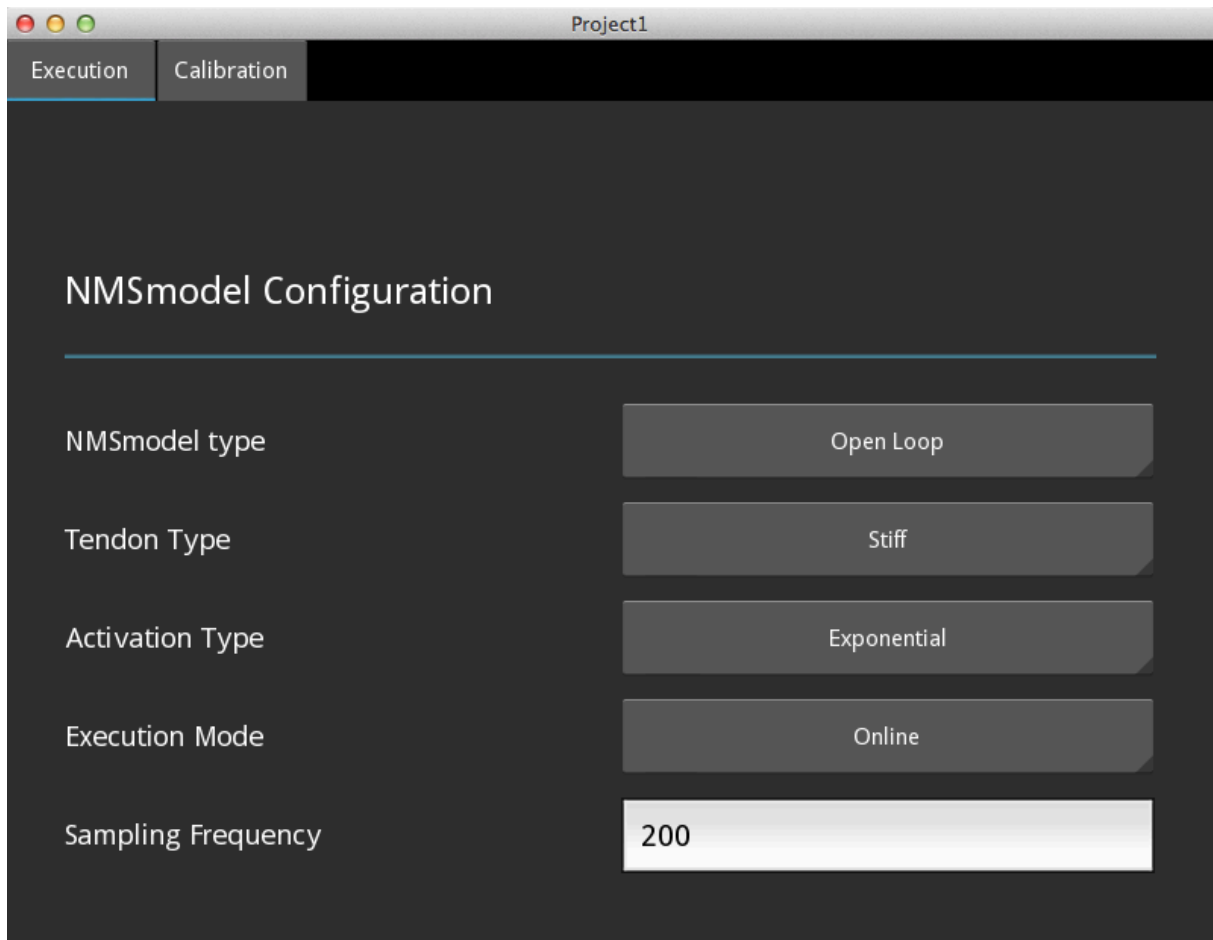 Project1
Execution Calibration
NMSmodel Configuration
NMSmodel type Open Loop
Tendon Type Stiff
Activation Type Exponential
Execution Mode Online
Sampling Frequency 200